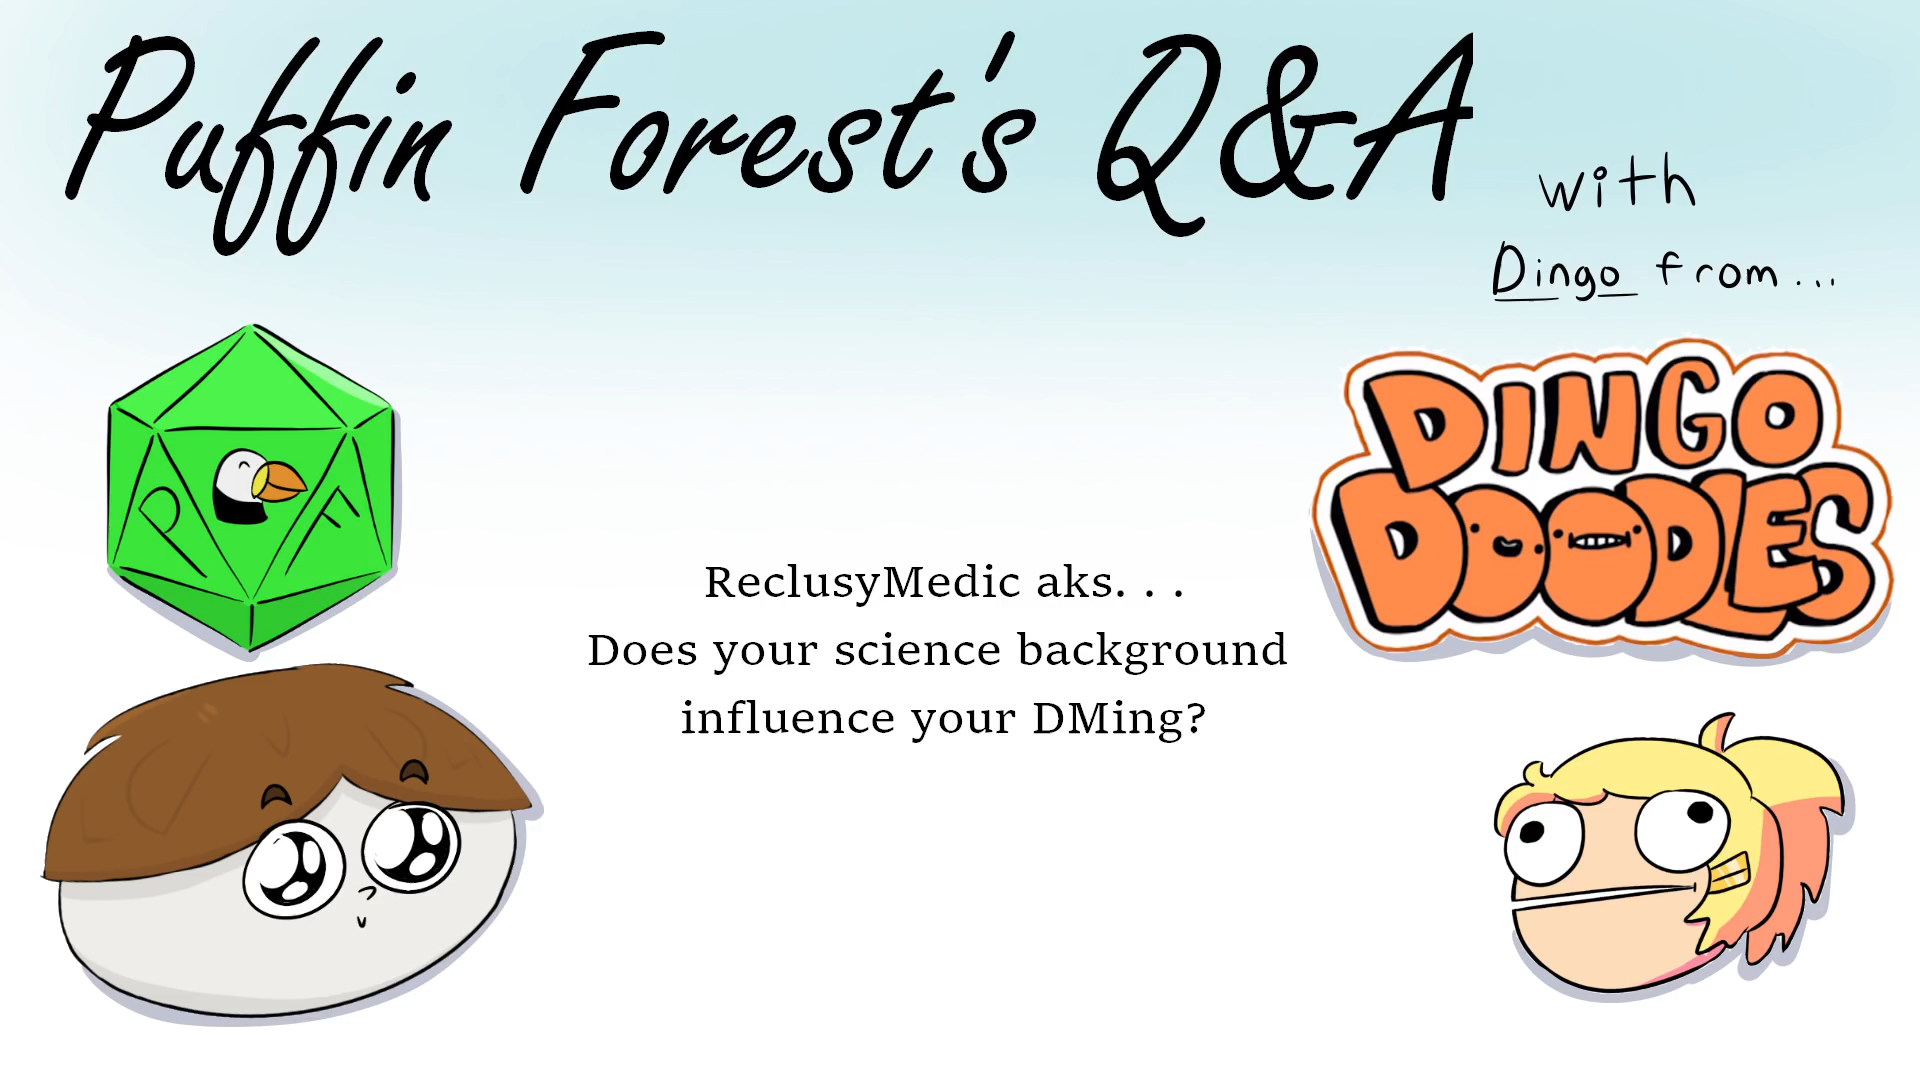 Puffin Forest's Q&A
with
Dingo from...
P F
DINGO
DOODLES
ReclusyMedic aks. . .
Does your science background
influence your DMing?